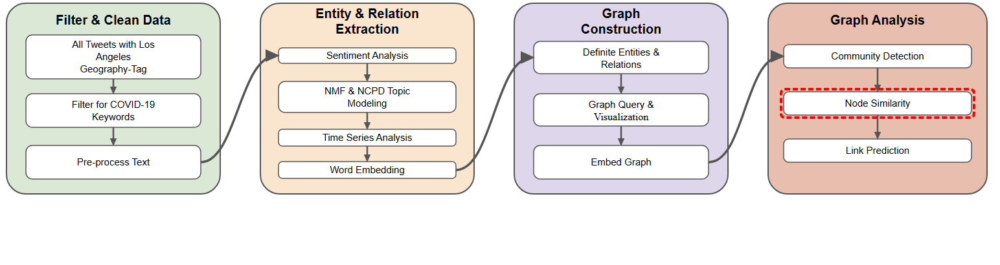 Filter & Clean Data
All Tweets with Los
Angeles
Geography-Tag
Filter for COVID-19
Keywords
Pre-process Text
Entity & Relation
Extraction
Sentiment Analysis
NMF & NCPD Topic
Modeling
Time Series Analysis
Word Embedding
Graph
Construction
Definite Entities &
Relations
Graph Query &
Visualization
Embed Graph
Graph Analysis
Community Detection
Node Similarity
Link Prediction